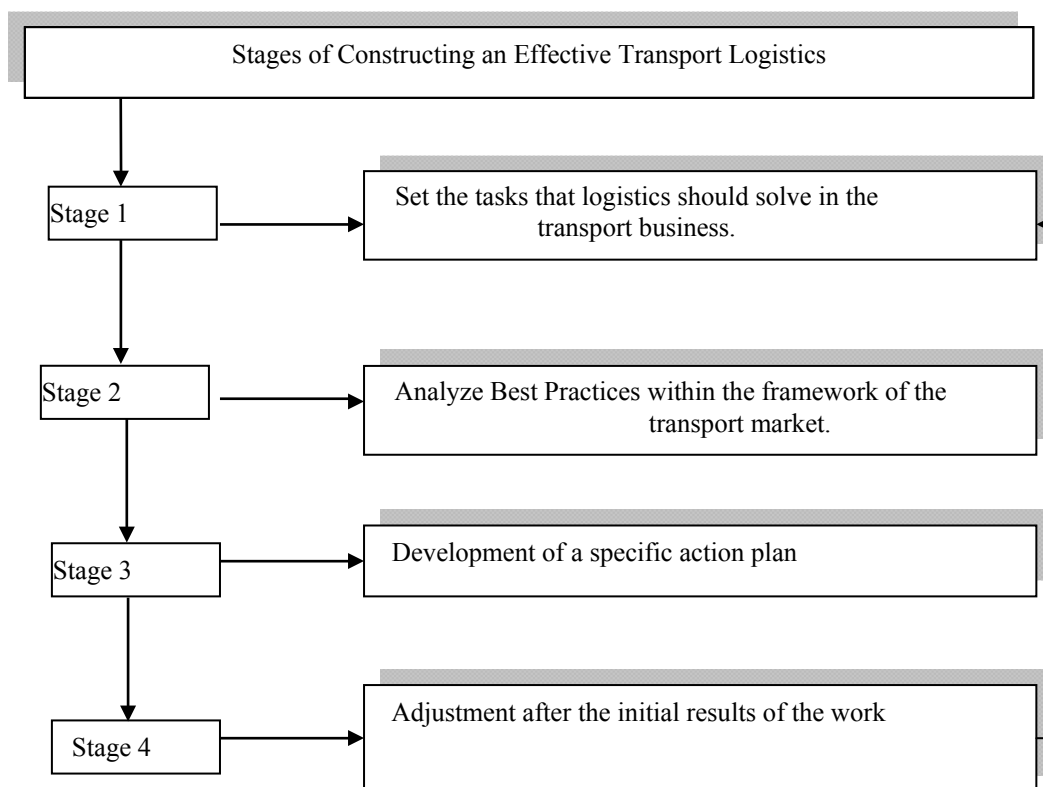 Stages of Constructing an Effective Transport Logistics
Stage 1
Set the tasks that logistics should solve in the
transport business.
Stage 2
Analyze Best Practices within the framework of the
transport market.
Stage 3
Development of a specific action plan
Stage 4
Adjustment after the initial results of the work